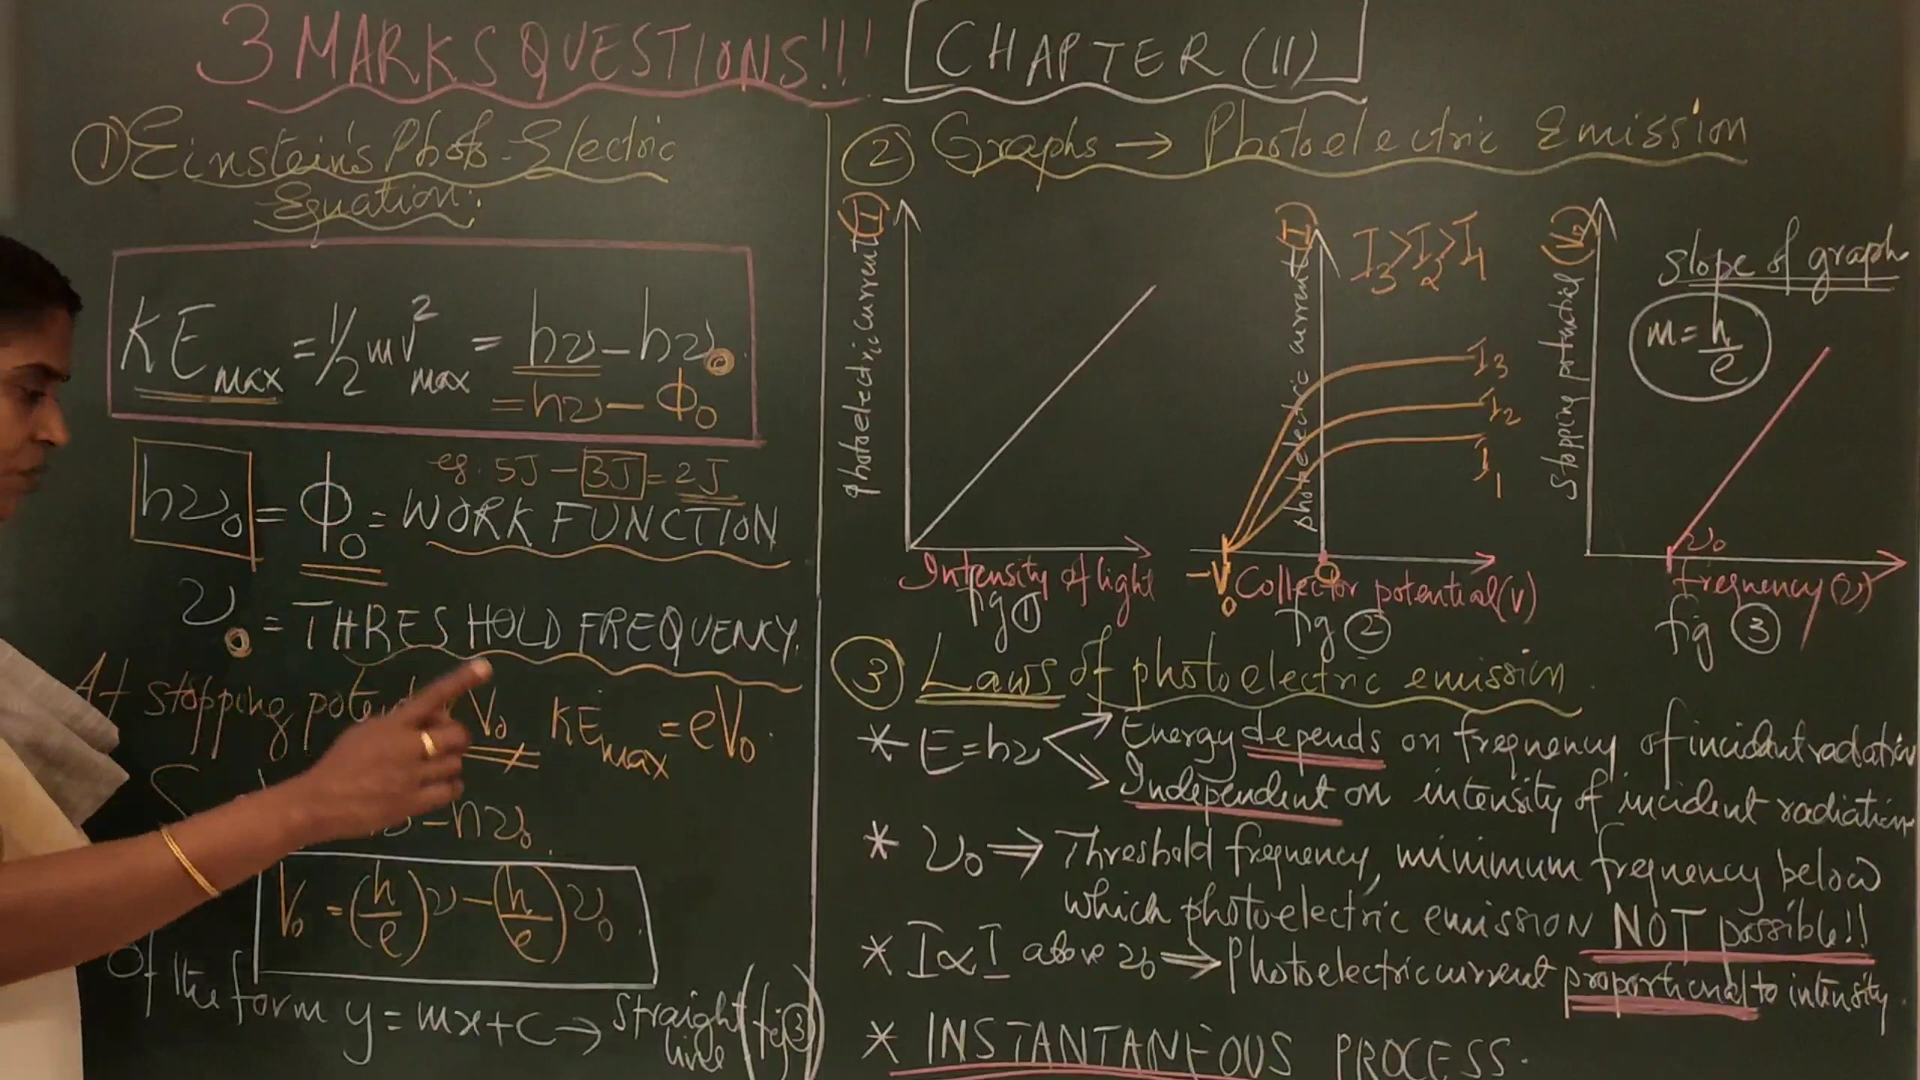 3 MARKS QUESTIONS!!!
CHAPTER (11)
① Einstein's Photo-Electric
Equation:
KEmax = 1/2 mv²max = hν - hν₀.
= hν - Φ₀
eg. 5J - 3J = 2J
hν₀ = Φ₀ = WORK FUNCTION
ν₀ = THRESHOLD FREQUENCY.
At stopping V₀ KEmax = eV₀.
- hν₀.
V₀ = (h/e)ν - (h/e)ν₀.
Of the form y = mx+c → straight line (fig 3)
② Graphs → Photoelectric Emission
photoelectric current (I)
Intensity of light
fig ①
photoelectric current (I)
I₃>I₂>I₁
I₃
I₂
I₁
-V₀
O
Collector potential (V)
fig ②
Stopping potential (V₀)
slope of graph
m = h/e
ν₀
frequency (ν)
fig ③
③ Laws of photoelectric emission.
* E = hν
Energy depends on frequency of incident radiation
Independent on intensity of incident radiation
* ν₀ ⇒ Threshold frequency, minimum frequency below
which photoelectric emission NOT possible!!
* I∝I above ν₀ ⇒ Photoelectric current proportional to intensity.
* INSTANTANEOUS PROCESS.